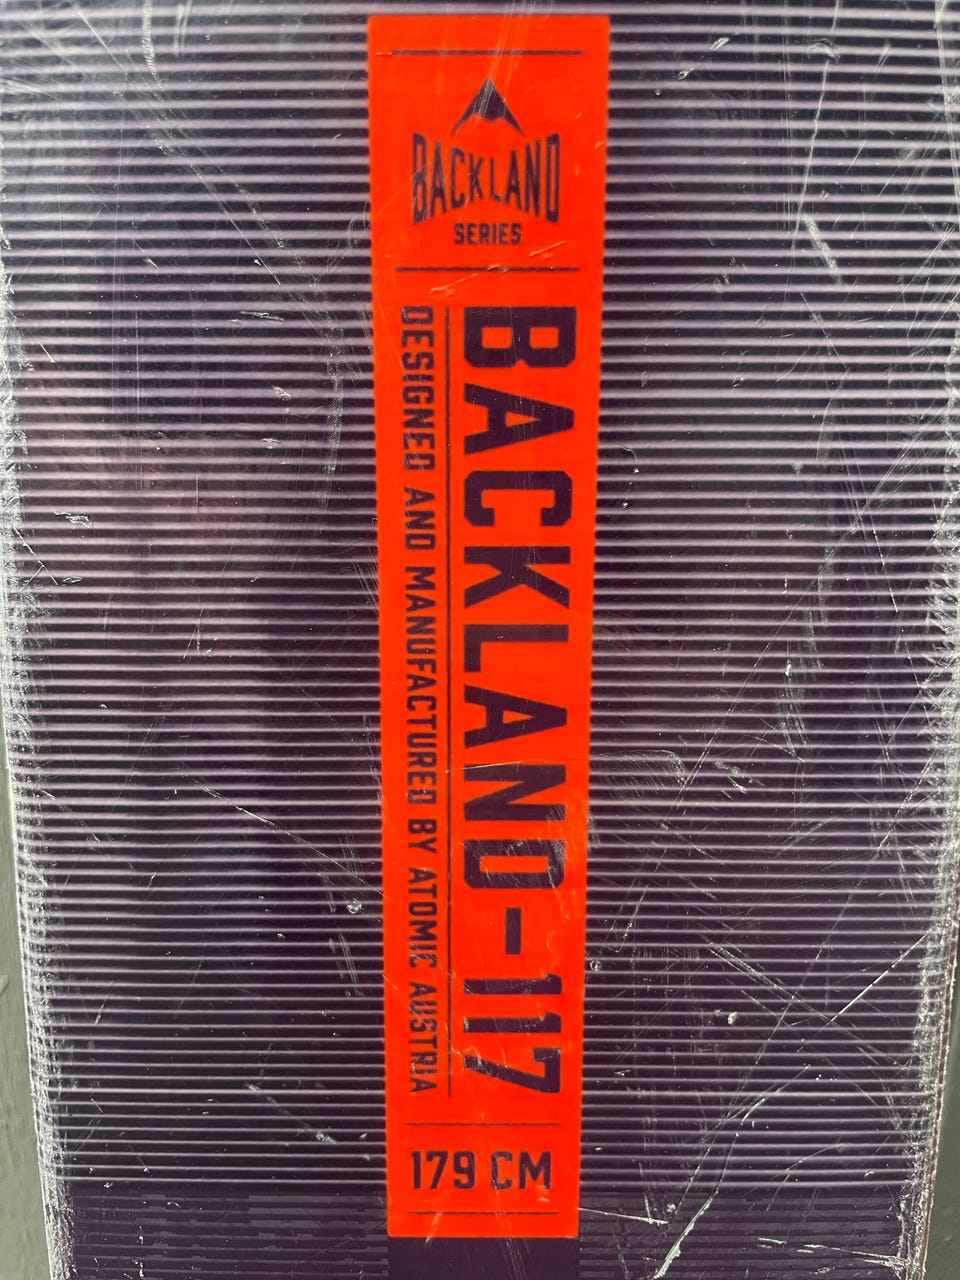 BACKLAND
SERIES
BACKLAND-117
DESIGNED AND MANUFACTURED BY ATOMIC AUSTRIA
179 CM